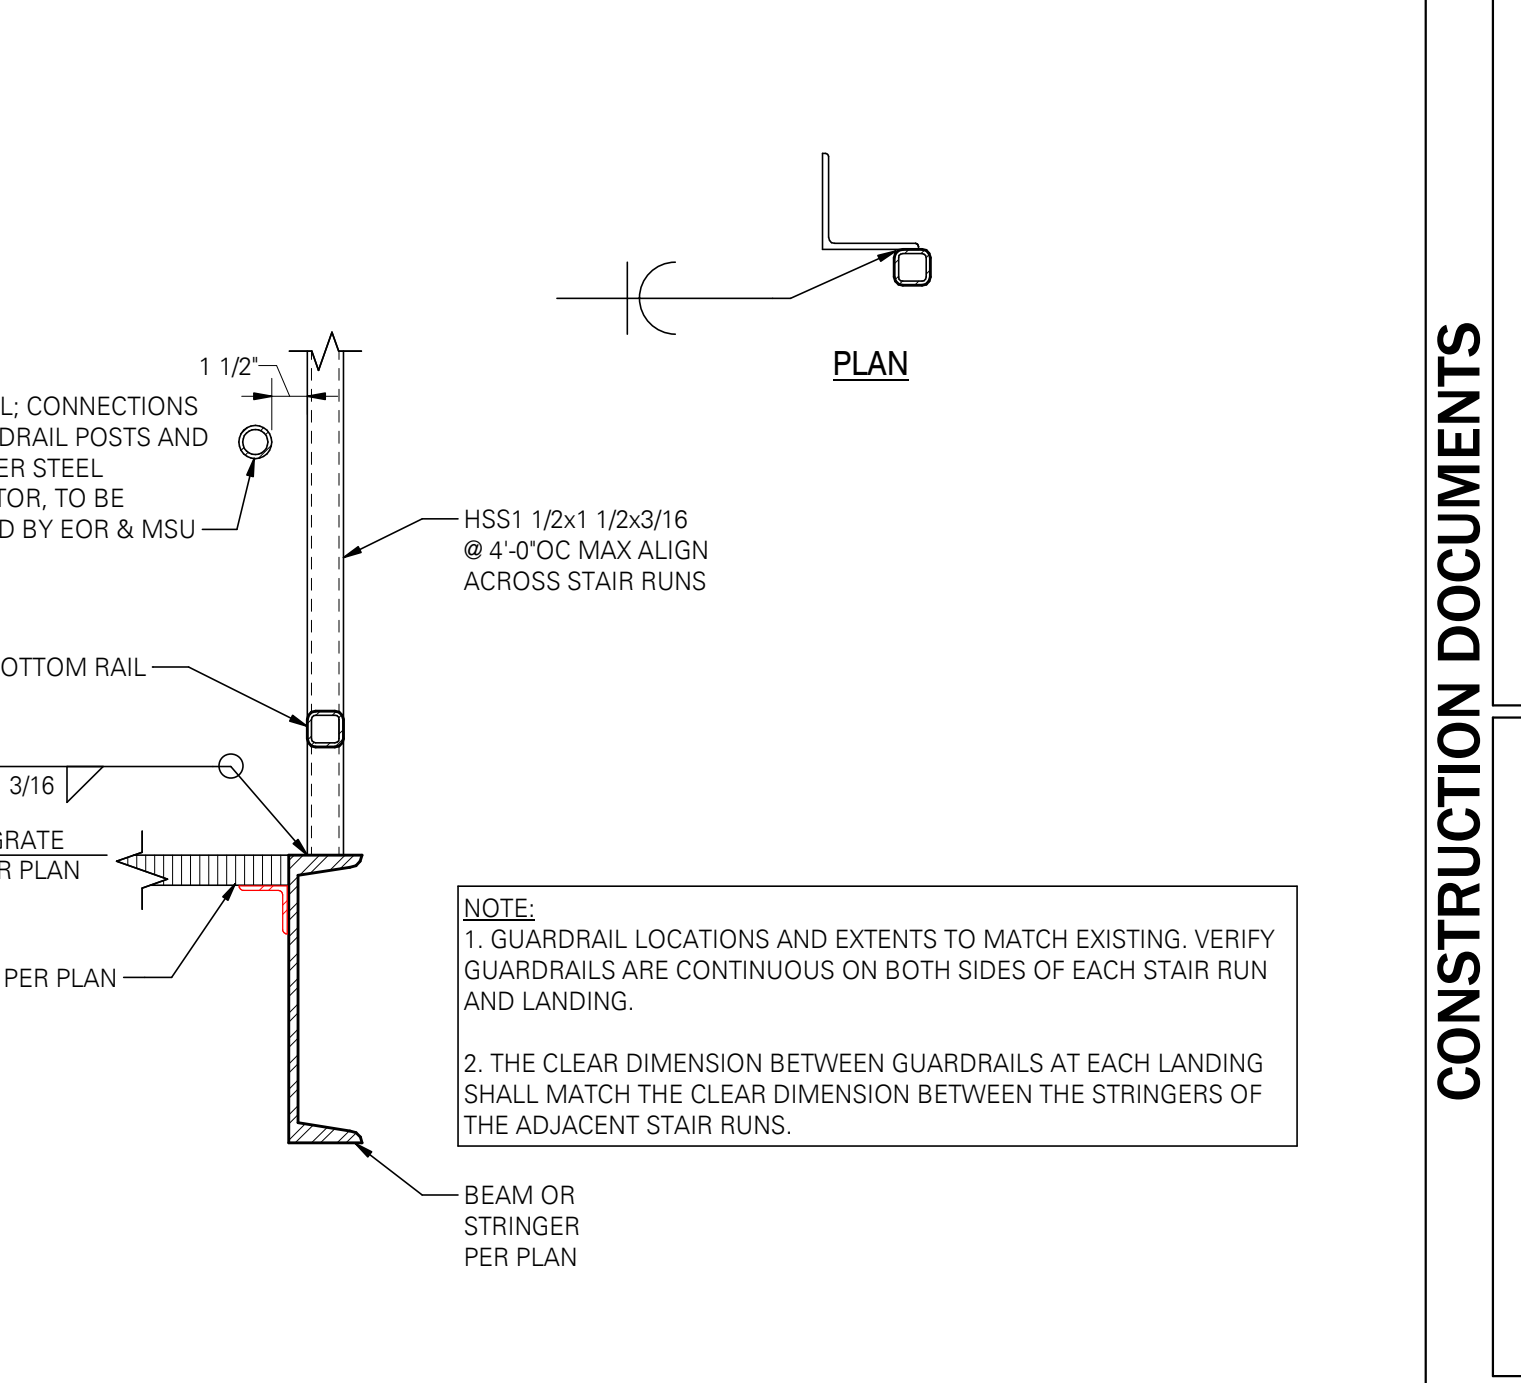 PLAN
1 1/2"
L; CONNECTIONS
DRAIL POSTS AND
ER STEEL
TOR, TO BE
D BY EOR & MSU
HSS1 1/2x1 1/2x3/16
@ 4'-0"OC MAX ALIGN
ACROSS STAIR RUNS
OTTOM RAIL
3/16
GRATE
R PLAN
PER PLAN
NOTE:
1. GUARDRAIL LOCATIONS AND EXTENTS TO MATCH EXISTING. VERIFY
GUARDRAILS ARE CONTINUOUS ON BOTH SIDES OF EACH STAIR RUN
AND LANDING.
2. THE CLEAR DIMENSION BETWEEN GUARDRAILS AT EACH LANDING
SHALL MATCH THE CLEAR DIMENSION BETWEEN THE STRINGERS OF
THE ADJACENT STAIR RUNS.
BEAM OR
STRINGER
PER PLAN
CONSTRUCTION DOCUMENTS